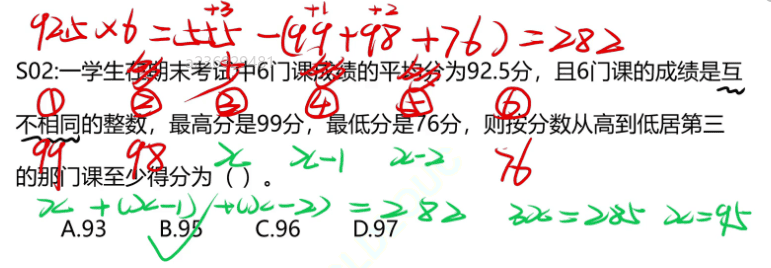 +3 +1 +2
92.5×6=555-(99+98+76)=282
S02:一学生在期末考试中6门课成绩的平均分为92.5分，且6门课的成绩是互
① ② ③ ④ ⑤ ⑥
不相同的整数，最高分是99分，最低分是76分，则按分数从高到低居第三
99 98 x x-1 x-2 76
的那门课至少得分为（ ）。
x+(x-1)+(x-2)=282 3x=285 x=95
A.93 B.95 C.96 D.97